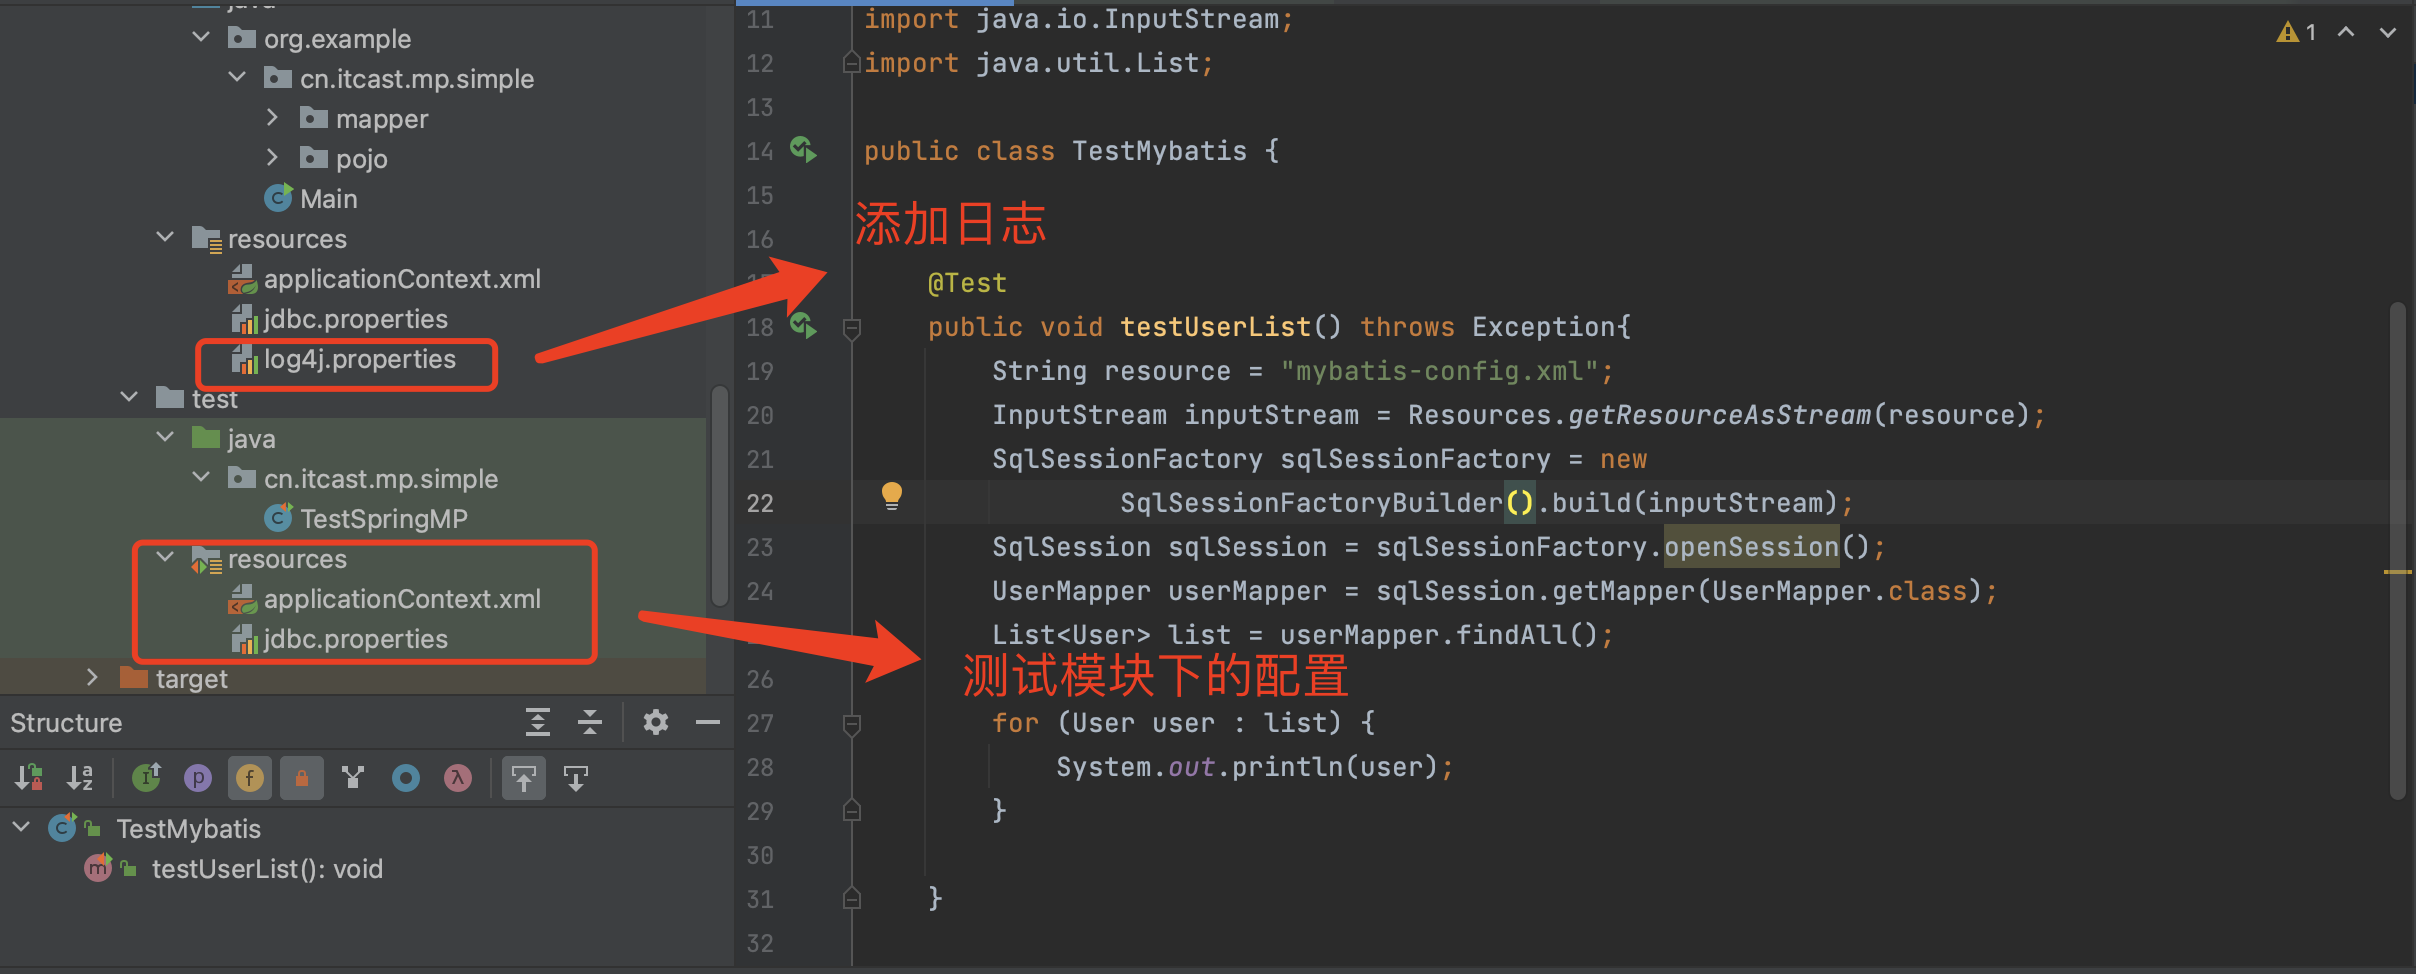 java
org.example
cn.itcast.mp.simple
mapper
pojo
Main
resources
applicationContext.xml
jdbc.properties
log4j.properties
test
java
cn.itcast.mp.simple
TestSpringMP
resources
applicationContext.xml
jdbc.properties
target
Structure
TestMybatis
testUserList(): void
1
11 import java.io.InputStream;
12 import java.util.List;
13
14 public class TestMybatis {
15
添加日志
16
@Test
18 public void testUserList() throws Exception{
19 String resource = "mybatis-config.xml";
20 InputStream inputStream = Resources.getResourceAsStream(resource);
21 SqlSessionFactory sqlSessionFactory = new
22 SqlSessionFactoryBuilder().build(inputStream);
23 SqlSession sqlSession = sqlSessionFactory.openSession();
24 UserMapper userMapper = sqlSession.getMapper(UserMapper.class);
List<User> list = userMapper.findAll();
26 测试模块下的配置
27 for (User user : list) {
28 System.out.println(user);
29 }
30
31 }
32